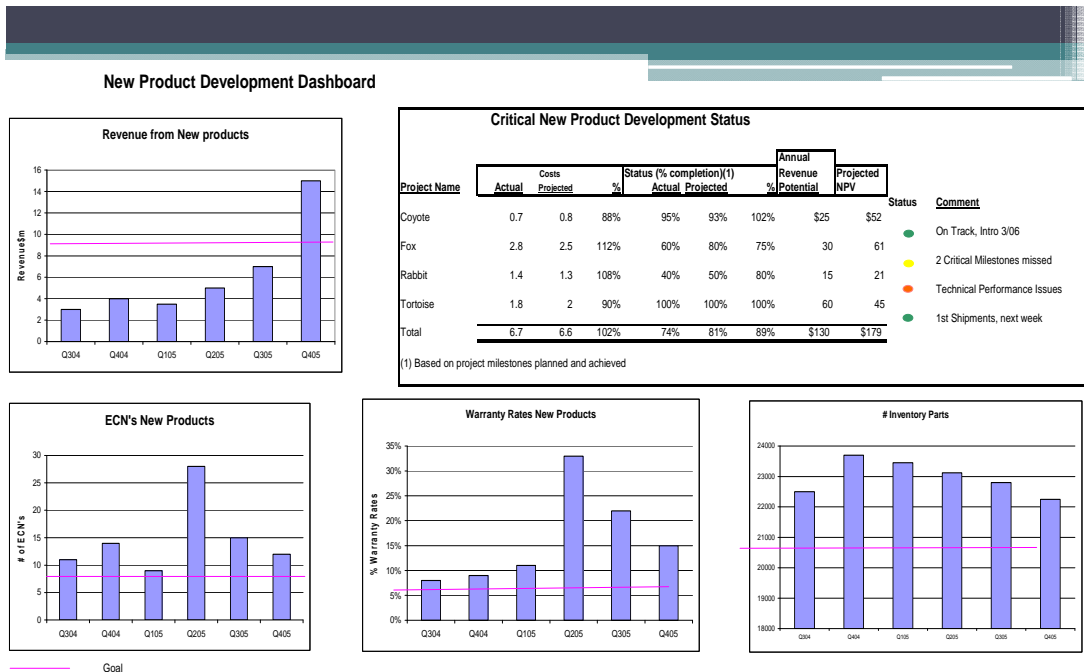 New Product Development Dashboard
Revenue from New products
Revenue$m
16
14
12
10
8
6
4
2
0
Q304 Q404 Q105 Q205 Q305 Q405
Critical New Product Development Status
Annual
Costs Status (% completion)(1) Revenue Projected
Project Name Actual Projected % Actual Projected % Potential NPV
Status Comment
Coyote 0.7 0.8 88% 95% 93% 102% $25 $52
On Track, Intro 3/06
Fox 2.8 2.5 112% 60% 80% 75% 30 61
2 Critical Milestones missed
Rabbit 1.4 1.3 108% 40% 50% 80% 15 21
Technical Performance Issues
Tortoise 1.8 2 90% 100% 100% 100% 60 45
1st Shipments, next week
Total 6.7 6.6 102% 74% 81% 89% $130 $179
(1) Based on project milestones planned and achieved
ECN's New Products
# of ECN's
30
25
20
15
10
5
0
Q304 Q404 Q105 Q205 Q305 Q405
Warranty Rates New Products
% Warranty Rates
35%
30%
25%
20%
15%
10%
5%
0%
Q304 Q404 Q105 Q205 Q305 Q405
# Inventory Parts
24000
23000
22000
21000
20000
19000
18000
Q304 Q404 Q105 Q205 Q305 Q405
Goal